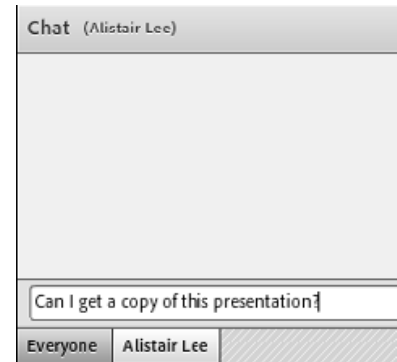 Chat (Alistair Lee)
Can I get a copy of this presentation?
Everyone Alistair Lee